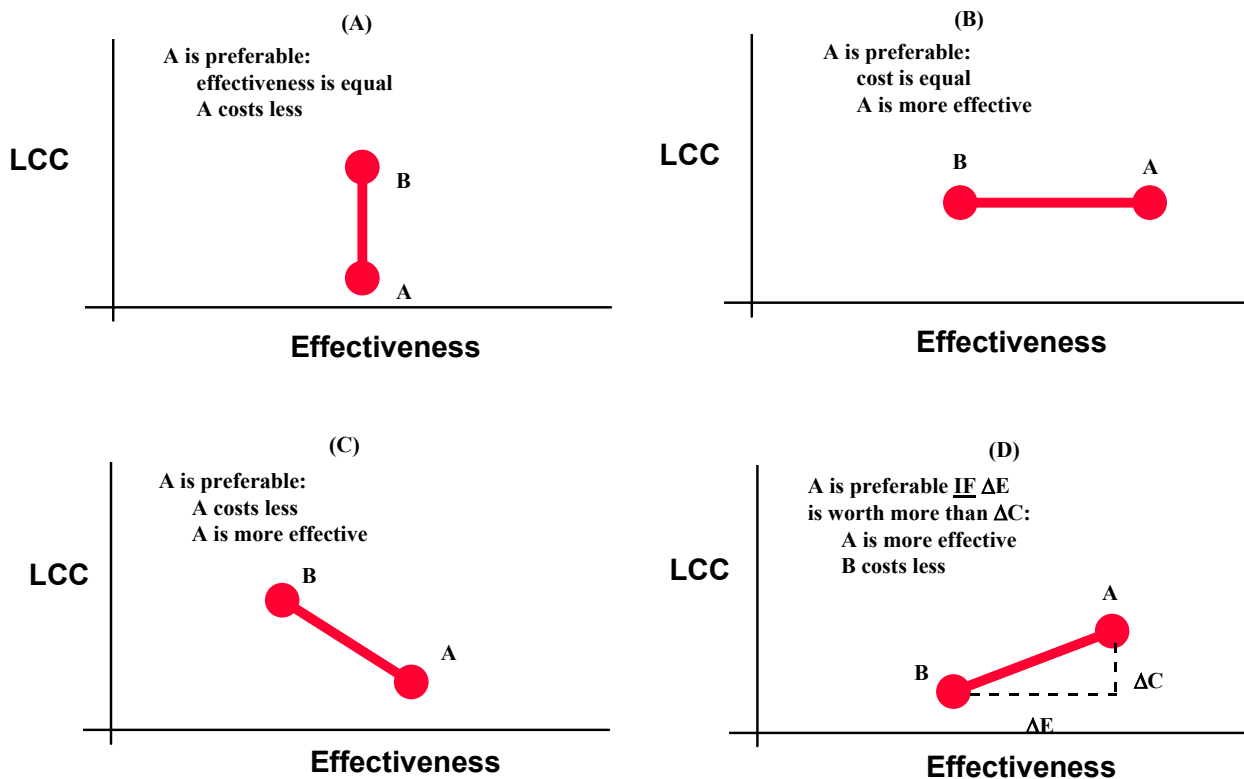 (A)
A is preferable:
effectiveness is equal
A costs less
LCC
B
A
Effectiveness
(B)
A is preferable:
cost is equal
A is more effective
LCC
B
A
Effectiveness
(C)
A is preferable:
A costs less
A is more effective
LCC
B
A
Effectiveness
(D)
A is preferable IF ΔE
is worth more than ΔC:
A is more effective
B costs less
LCC
A
B
ΔC
ΔE
Effectiveness